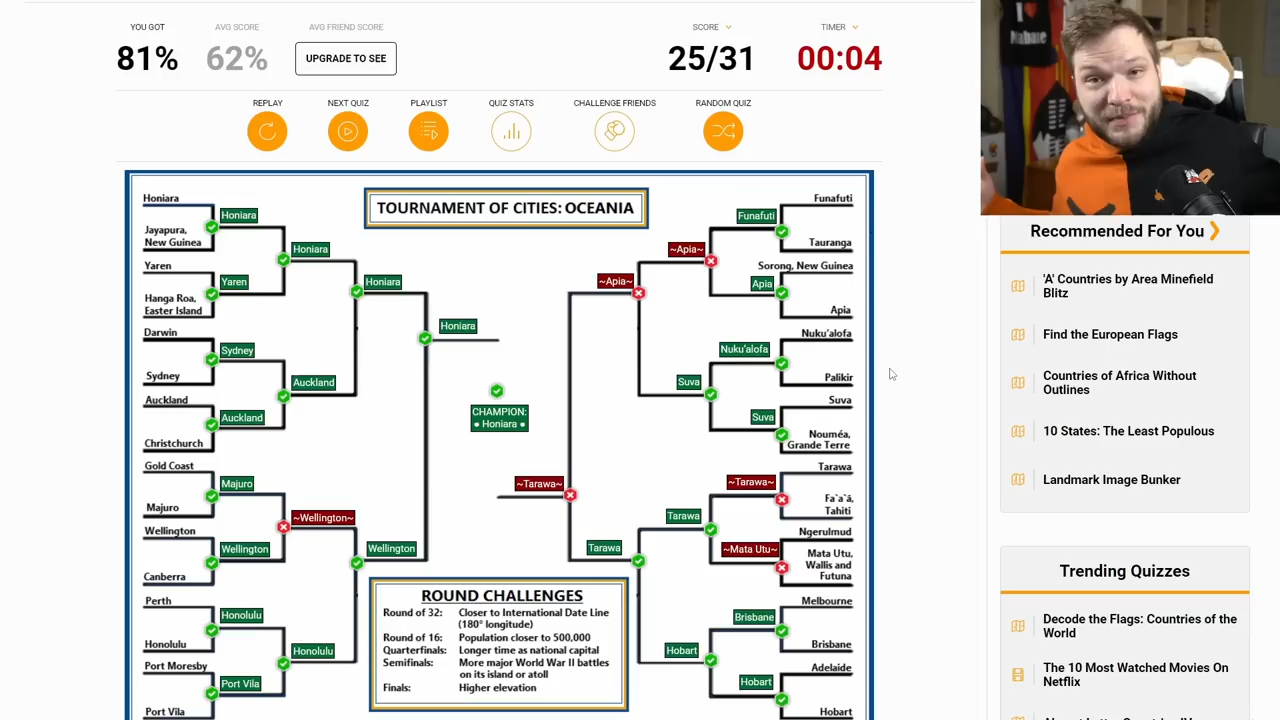 YOU GOT
AVG SCORE
AVG FRIEND SCORE
81%
62%
UPGRADE TO SEE
SCORE
TIMER
25/31
00:04
REPLAY
NEXT QUIZ
PLAYLIST
QUIZ STATS
CHALLENGE FRIENDS
RANDOM QUIZ
TOURNAMENT OF CITIES: OCEANIA
Honiara
Jayapura,
New Guinea
Yaren
Hanga Roa,
Easter Island
Darwin
Sydney
Auckland
Christchurch
Gold Coast
Majuro
Wellington
Canberra
Perth
Honolulu
Port Moresby
Port Vila
Honiara
Yaren
Sydney
Auckland
Majuro
Wellington
Honolulu
Port Vila
Honiara
Auckland
~Wellington~
Honolulu
Honiara
Wellington
Honiara
CHAMPION:
• Honiara •
~Tarawa~
~Apia~
Tarawa
~Apia~
Suva
Tarawa
Hobart
Funafuti
Apia
Nuku'alofa
Suva
~Tarawa~
~Mata Utu~
Brisbane
Hobart
Funafuti
Tauranga
Sorong, New Guinea
Apia
Nuku'alofa
Palikir
Suva
Nouméa,
Grande Terre
Tarawa
Fa`a`ā,
Tahiti
Ngerulmud
Mata Utu,
Wallis and
Futuna
Melbourne
Brisbane
Adelaide
Hobart
ROUND CHALLENGES
Round of 32: Closer to International Date Line
(180° longitude)
Round of 16: Population closer to 500,000
Quarterfinals: Longer time as national capital
Semifinals: More major World War II battles
on its island or atoll
Finals: Higher elevation
Recommended For You
'A' Countries by Area Minefield
Blitz
Find the European Flags
Countries of Africa Without
Outlines
10 States: The Least Populous
Landmark Image Bunker
Trending Quizzes
Decode the Flags: Countries of the
World
The 10 Most Watched Movies On
Netflix